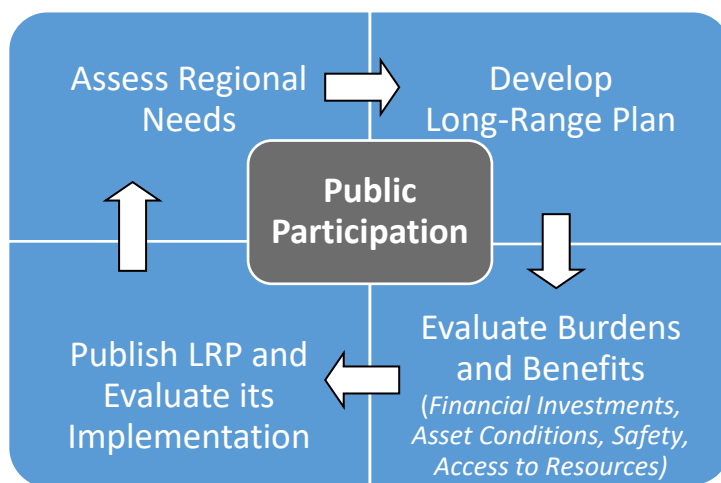 Assess Regional
Needs
Develop
Long-Range Plan
Public
Participation
Publish LRP and
Evaluate its
Implementation
Evaluate Burdens
and Benefits
(Financial Investments,
Asset Conditions, Safety,
Access to Resources)